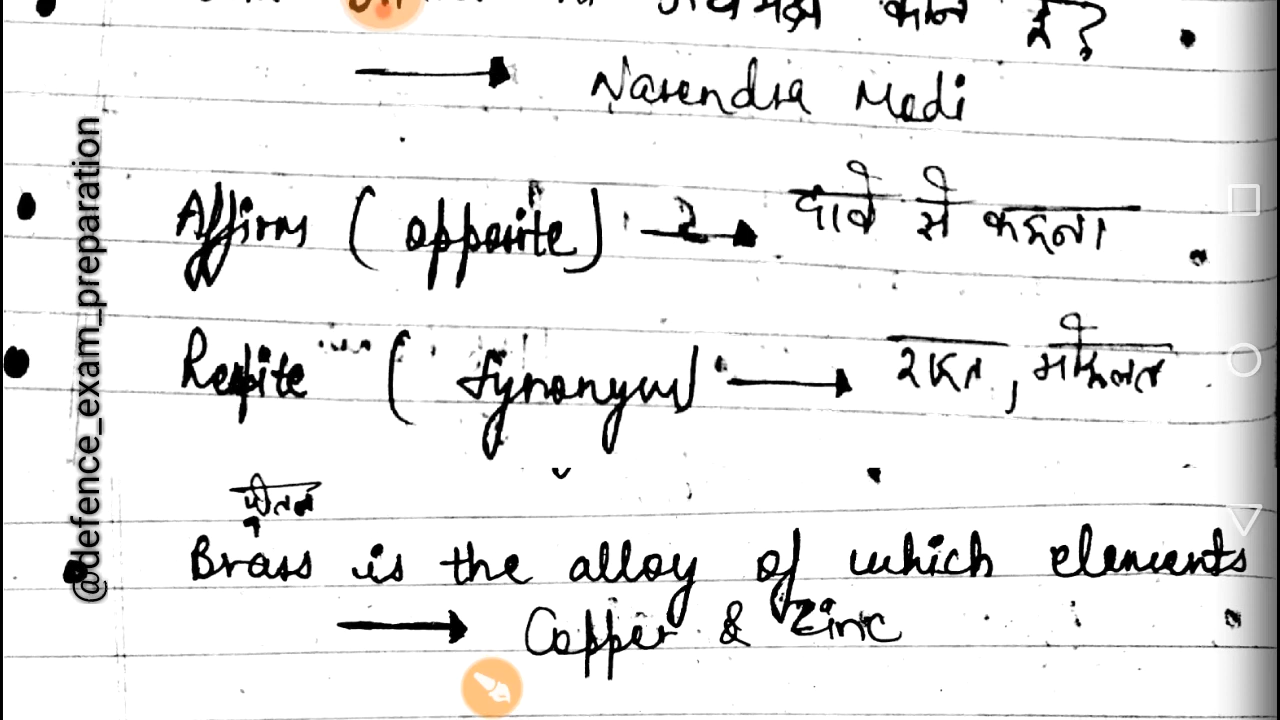 कौन है?
→ Narendra Modi
@defence_exam_preparation
• Affirm (opposite) → दावे से कहना
• Respite ( Synonym) → राहत, मोहलत
पीतल
• Brass is the alloy of which elements
→ Copper & Zinc